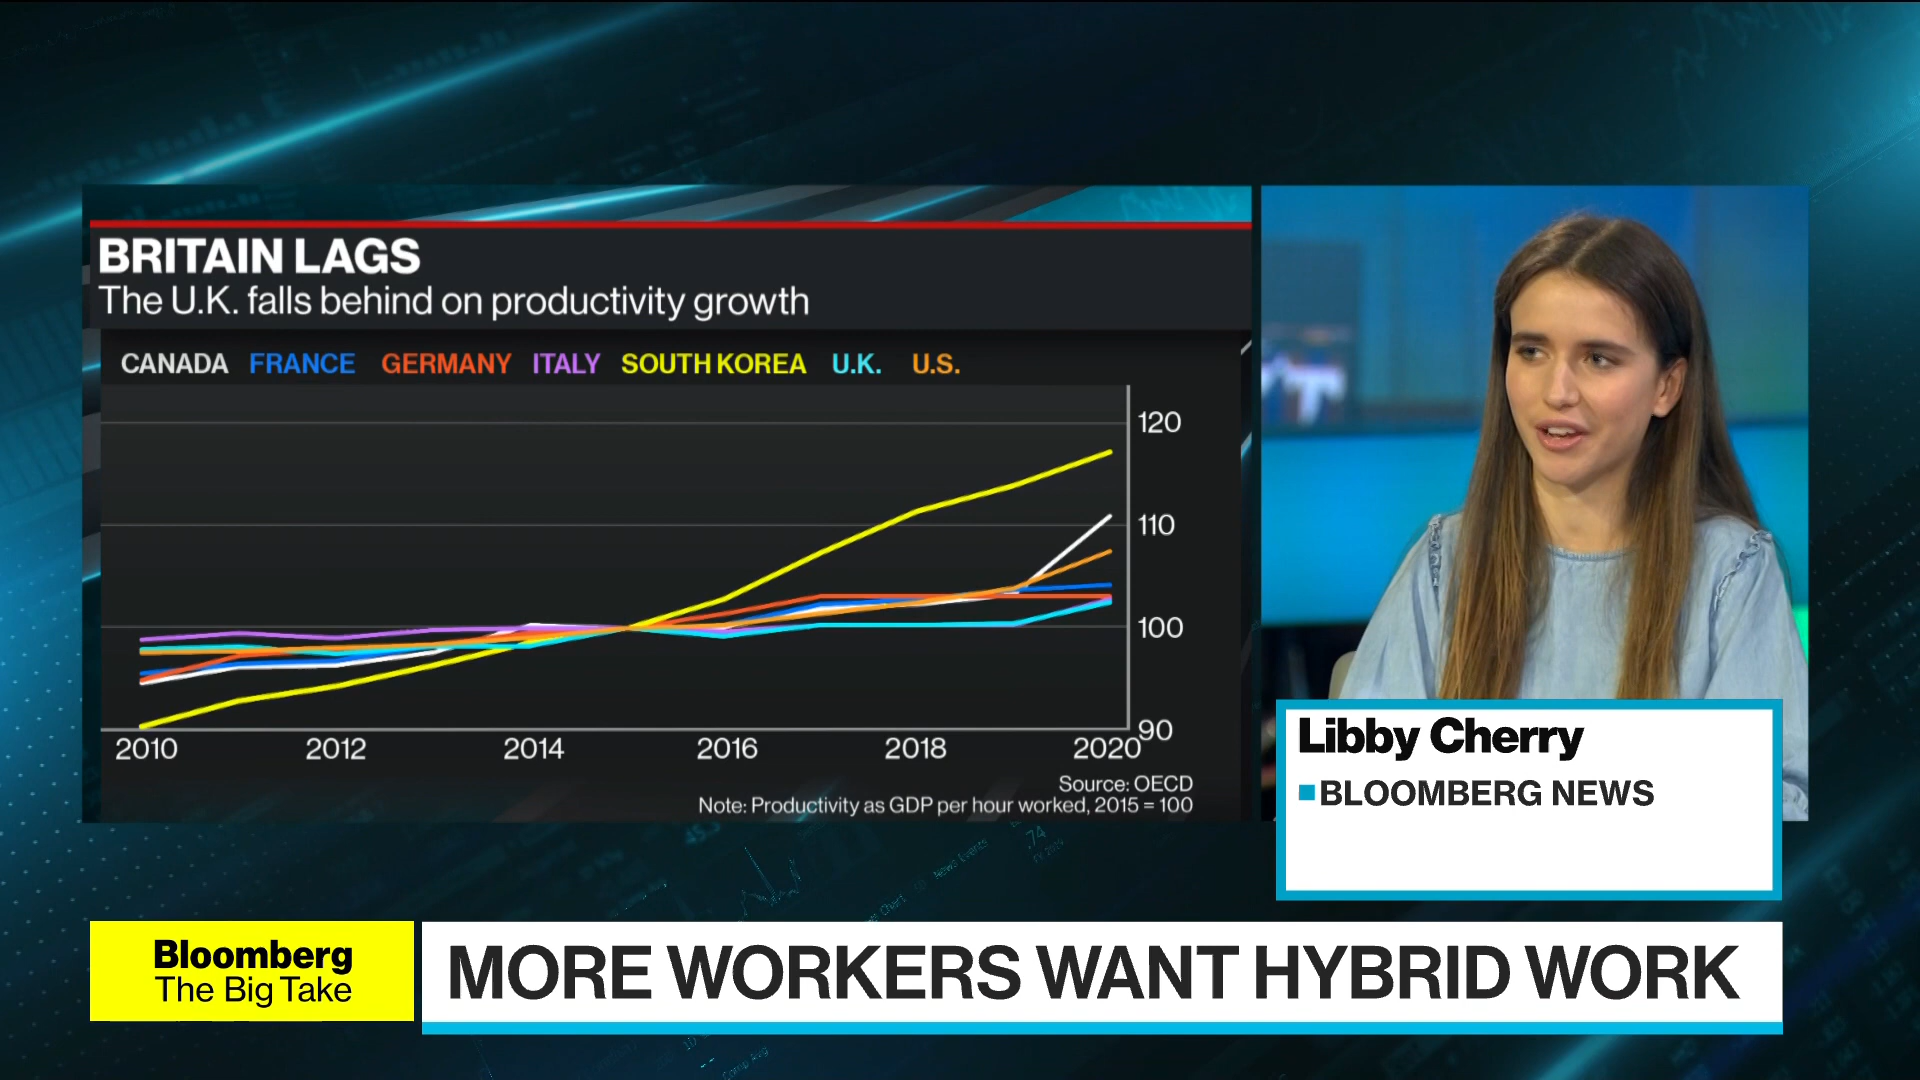 BRITAIN LAGS
The U.K. falls behind on productivity growth
CANADA FRANCE GERMANY ITALY SOUTH KOREA U.K. U.S.
120
110
100
90
2010 2012 2014 2016 2018 2020
Source: OECD
Note: Productivity as GDP per hour worked, 2015 = 100
Libby Cherry
BLOOMBERG NEWS
Bloomberg
The Big Take
MORE WORKERS WANT HYBRID WORK